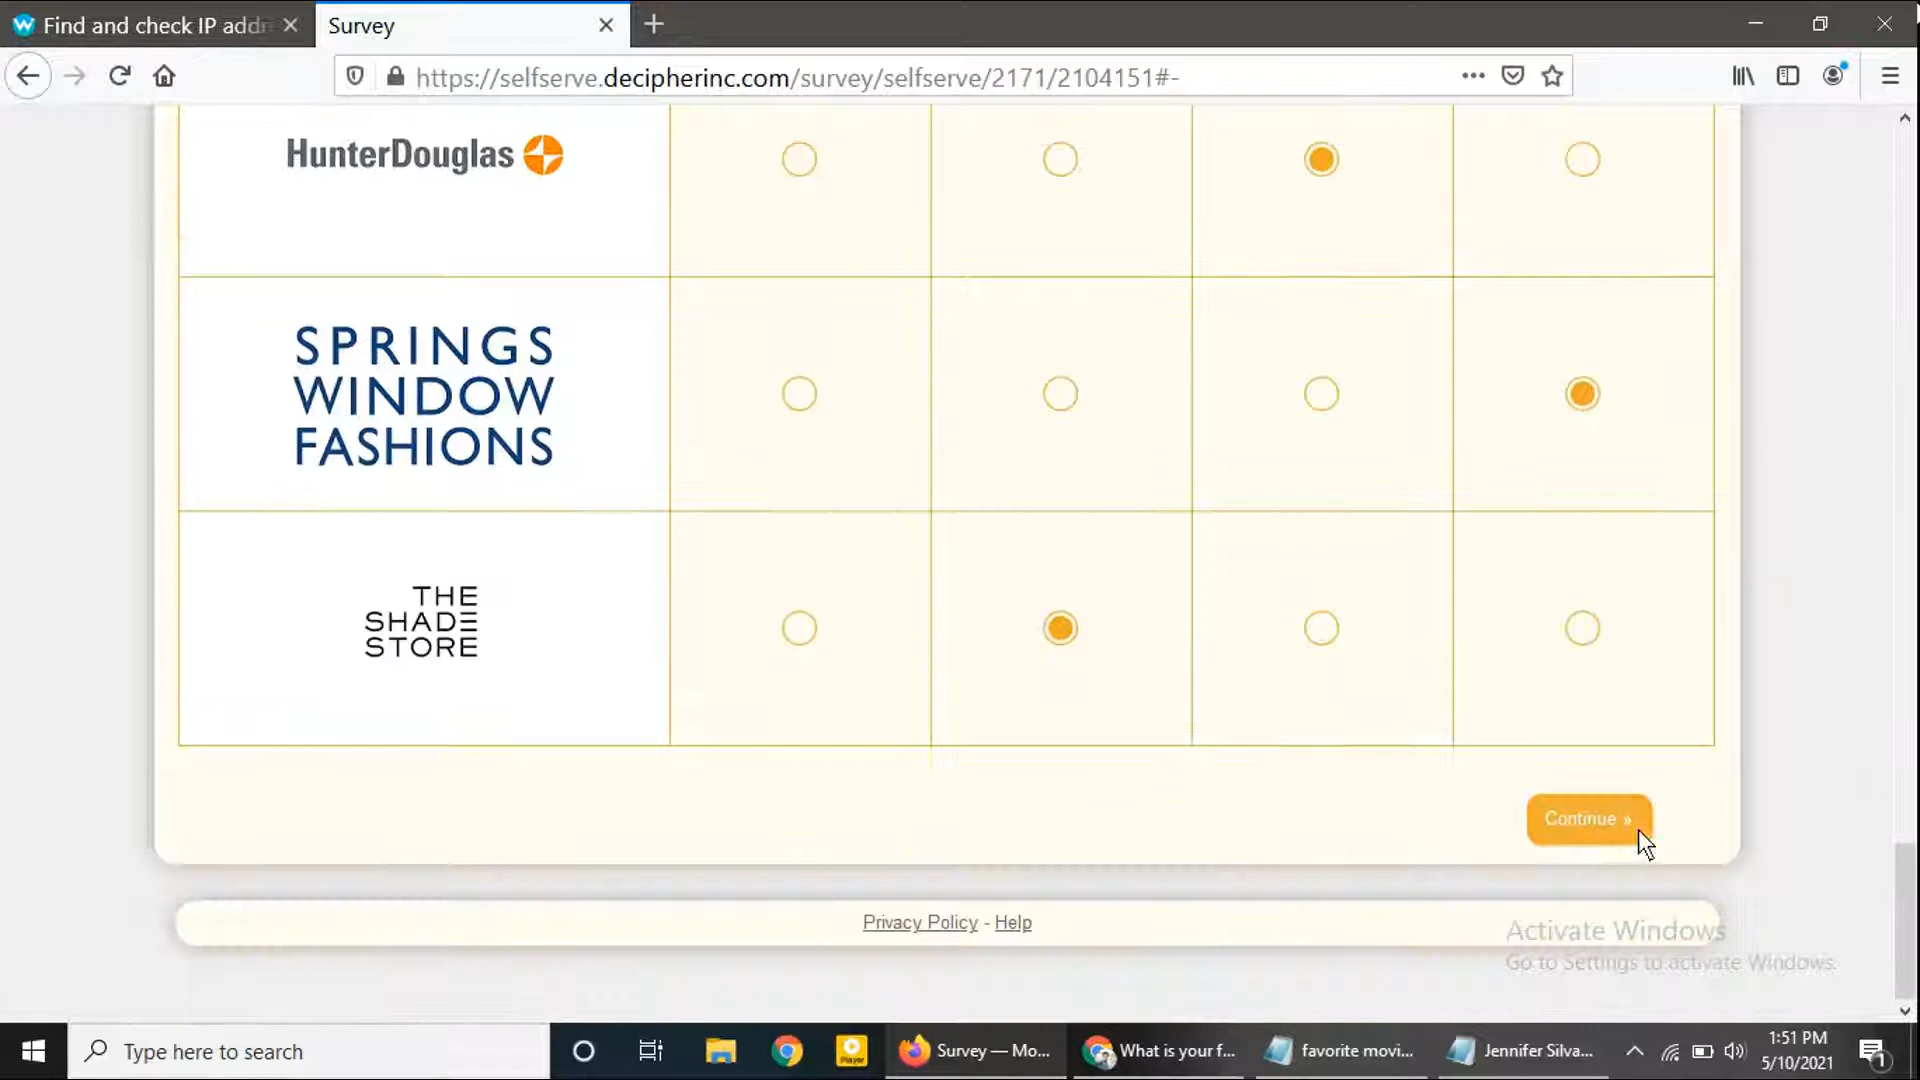 Find and check IP addr
Survey
https://selfserve.decipherinc.com/survey/selfserve/2171/2104151#-
HunterDouglas
SPRINGS
WINDOW
FASHIONS
THE
SHADE
STORE
Continue »
Privacy Policy - Help
Activate Windows
Go to Settings to activate Windows.
Type here to search
Player
Survey — Mo...
What is your f...
favorite movi...
Jennifer Silva...
1:51 PM
5/10/2021
1